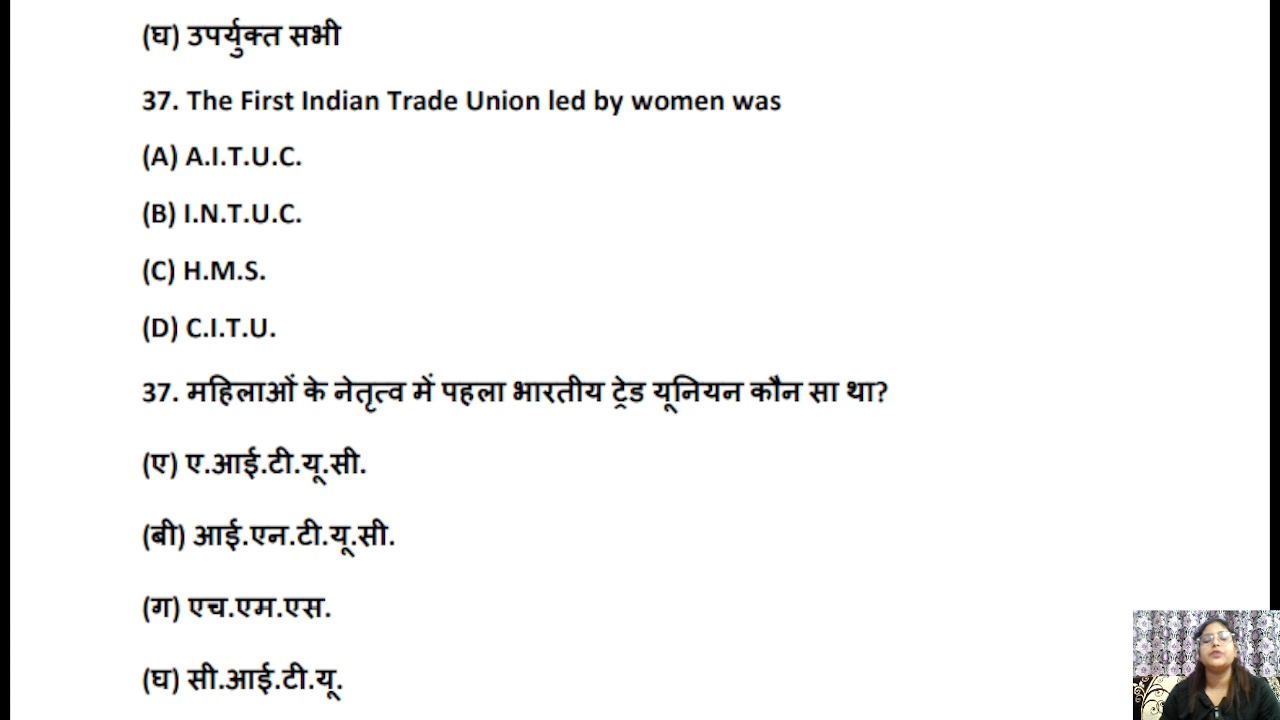 (घ) उपर्युक्त सभी
37. The First Indian Trade Union led by women was
(A) A.I.T.U.C.
(B) I.N.T.U.C.
(C) H.M.S.
(D) C.I.T.U.
37. महिलाओं के नेतृत्व में पहला भारतीय ट्रेड यूनियन कौन सा था?
(ए) ए.आई.टी.यू.सी.
(बी) आई.एन.टी.यू.सी.
(ग) एच.एम.एस.
(घ) सी.आई.टी.यू.